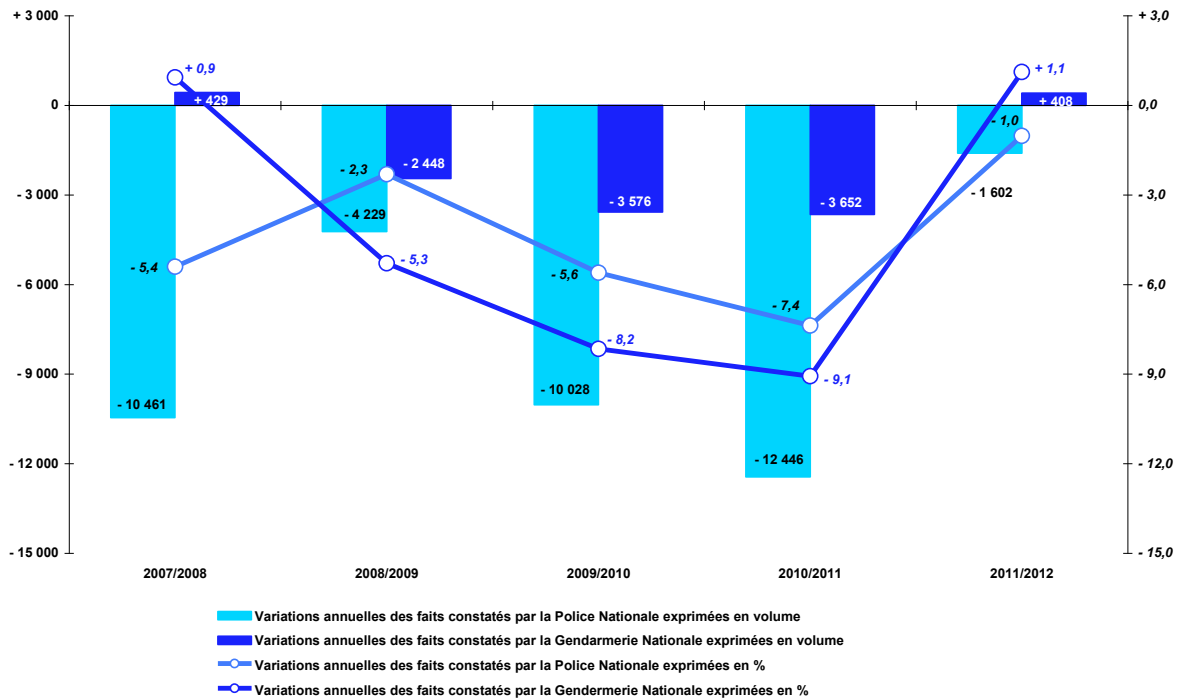 + 3 000
0
- 3 000
- 6 000
- 9 000
- 12 000
- 15 000
+ 3,0
0,0
- 3,0
- 6,0
- 9,0
- 12,0
- 15,0
+ 0,9
+ 429
- 5,4
- 10 461
- 2,3
- 2 448
- 4 229
- 5,3
- 3 576
- 5,6
- 8,2
- 10 028
- 3 652
- 7,4
- 9,1
- 12 446
+ 1,1
+ 408
- 1,0
- 1 602
2007/2008
2008/2009
2009/2010
2010/2011
2011/2012
Variations annuelles des faits constatés par la Police Nationale exprimées en volume
Variations annuelles des faits constatés par la Gendarmerie Nationale exprimées en volume
Variations annuelles des faits constatés par la Police Nationale exprimées en %
Variations annuelles des faits constatés par la Gendermerie Nationale exprimées en %